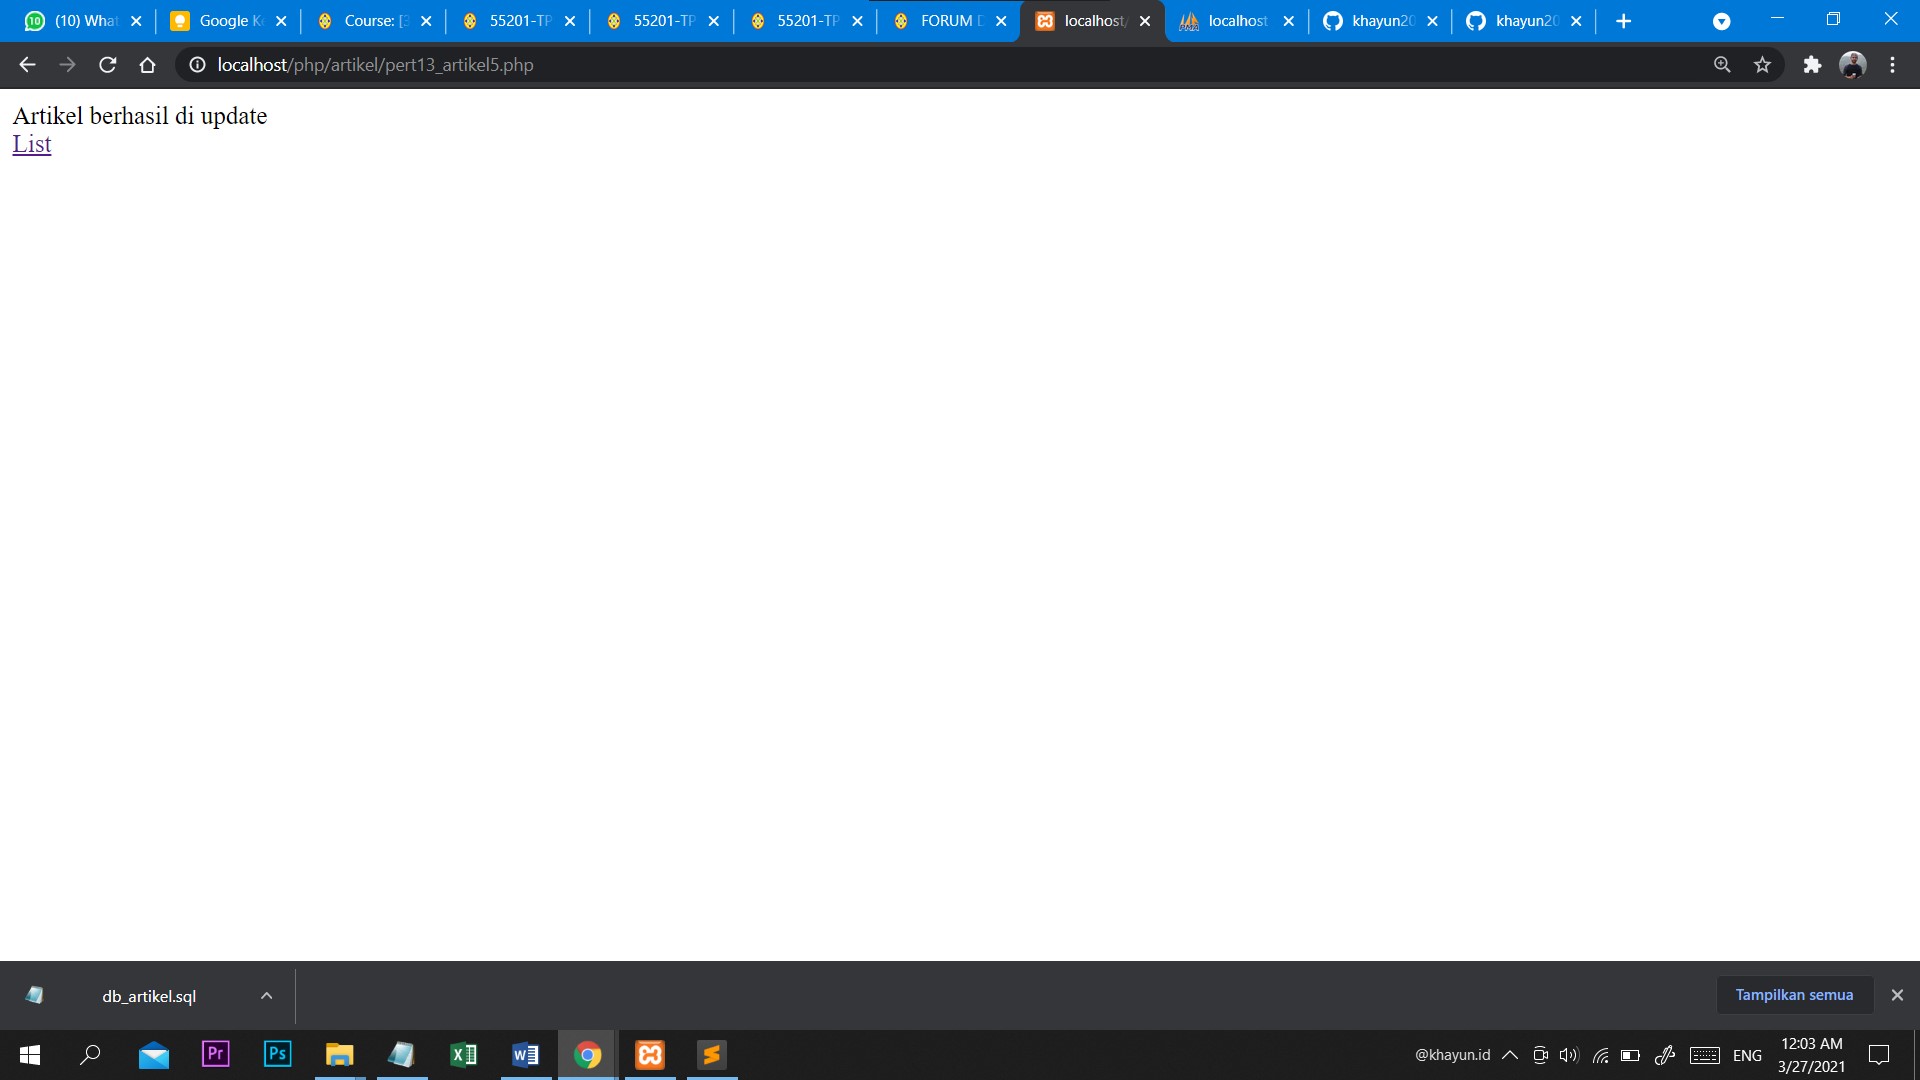 (10) What
Google Ke
Course: [3
55201-TP
55201-TP
55201-TP
FORUM D
localhost/
localhost
khayun20
khayun20
localhost/php/artikel/pert13_artikel5.php
Artikel berhasil di update
List
db_artikel.sql
Tampilkan semua
@khayun.id
ENG
12:03 AM
3/27/2021